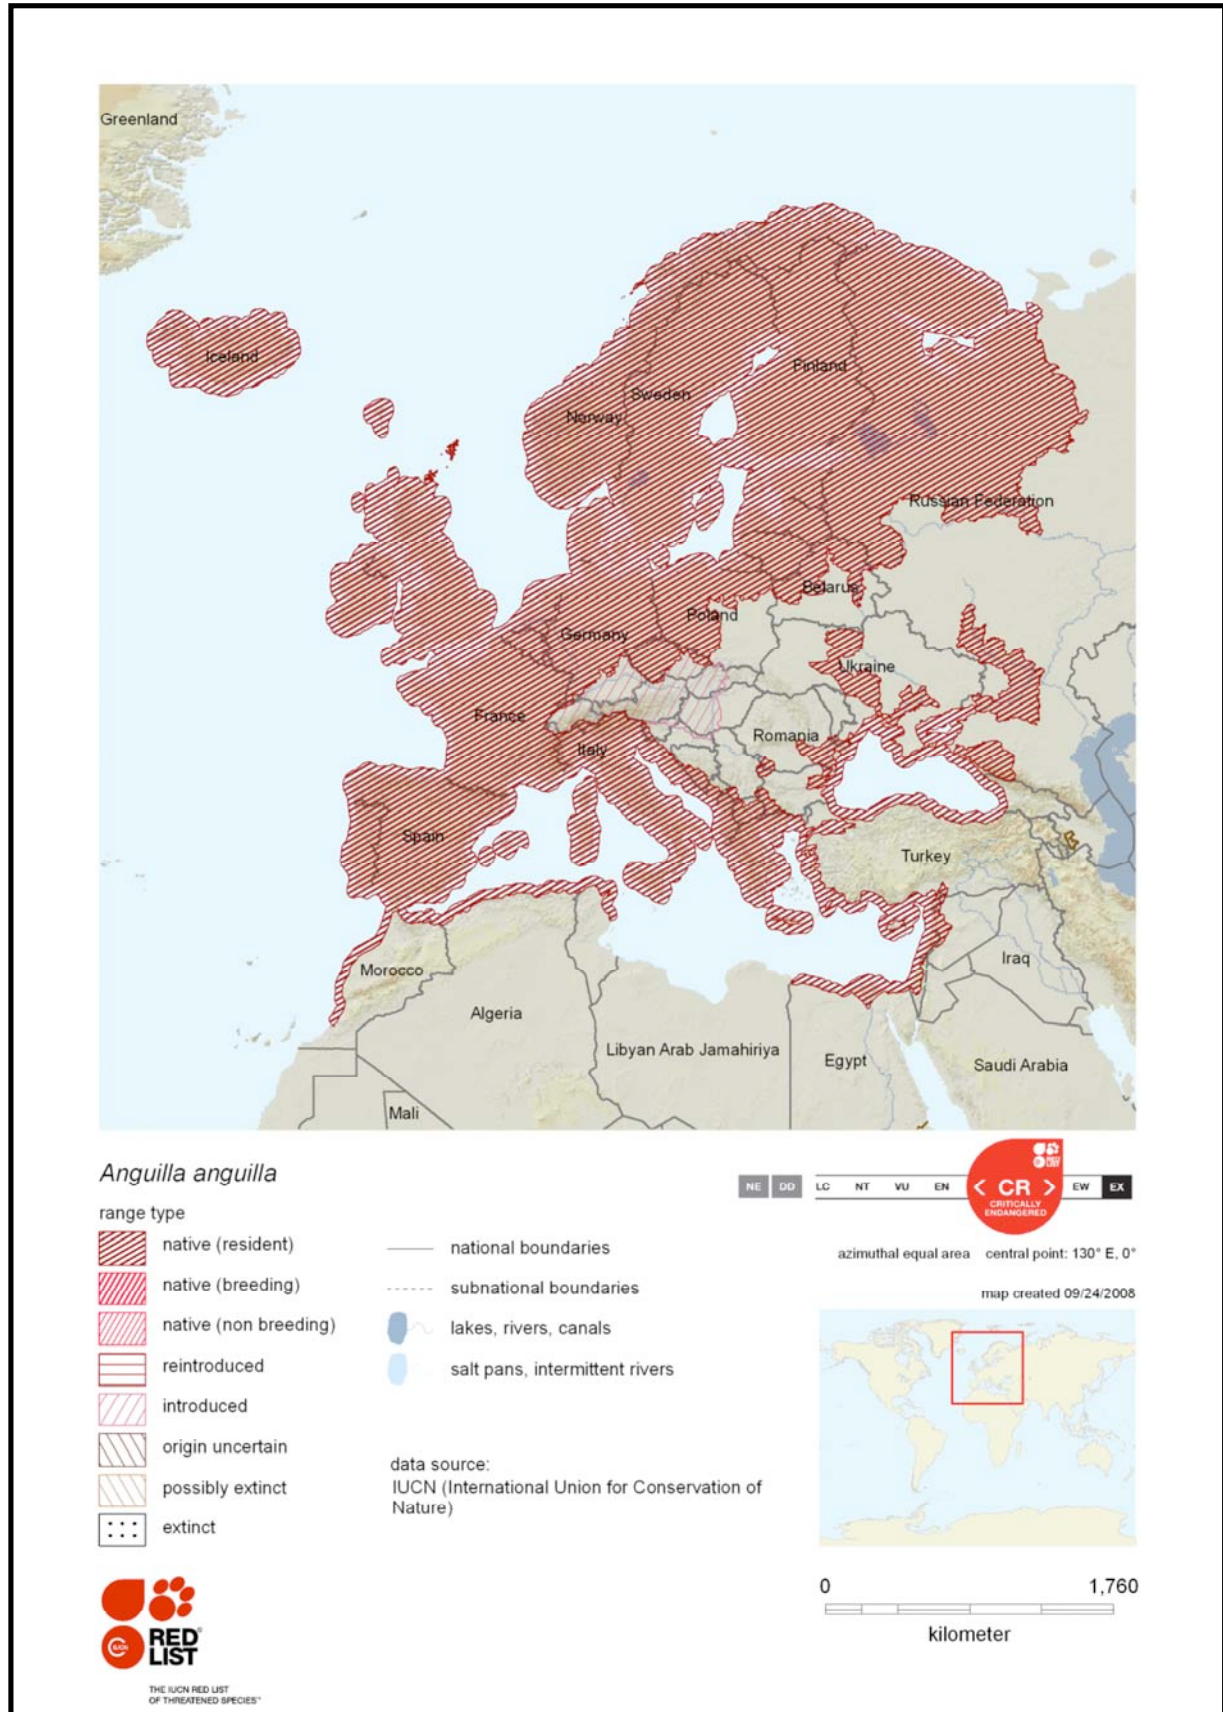 Greenland
Iceland
Finland
Sweden
Norway
Russian Federation
Belarus
Poland
Germany
Ukraine
France
Romania
Italy
Spain
Turkey
Iraq
Morocco
Algeria
Libyan Arab Jamahiriya
Egypt
Saudi Arabia
Mali
Anguilla anguilla
NE DD LC NT VU EN < CR > EW EX
CRITICALLY
ENDANGERED
range type
native (resident)
native (breeding)
native (non breeding)
reintroduced
introduced
origin uncertain
possibly extinct
extinct
national boundaries
subnational boundaries
lakes, rivers, canals
salt pans, intermittent rivers
data source:
IUCN (International Union for Conservation of
Nature)
azimuthal equal area central point: 130° E, 0°
map created 09/24/2008
0 1,760
kilometer
IUCN
RED®
LIST
THE IUCN RED LIST
OF THREATENED SPECIES™